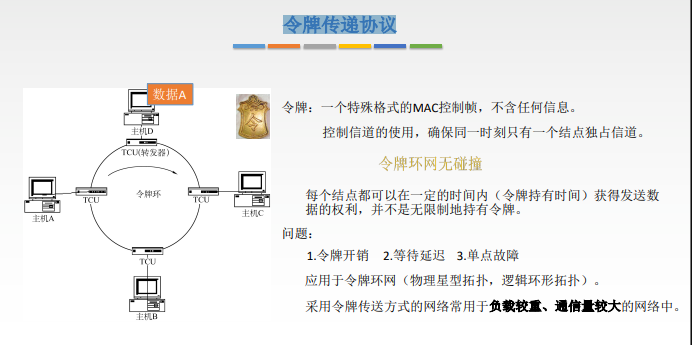 令牌传递协议
数据A
主机D
TCU(转发器)
令牌环
主机A
TCU
TCU
主机C
TCU
主机B
令
令牌：一个特殊格式的MAC控制帧，不含任何信息。
控制信道的使用，确保同一时刻只有一个结点独占信道。
令牌环网无碰撞
每个结点都可以在一定的时间内（令牌持有时间）获得发送数
据的权利，并不是无限制地持有令牌。
问题：
1.令牌开销 2.等待延迟 3.单点故障
应用于令牌环网（物理星型拓扑，逻辑环形拓扑）。
采用令牌传送方式的网络常用于负载较重、通信量较大的网络中。